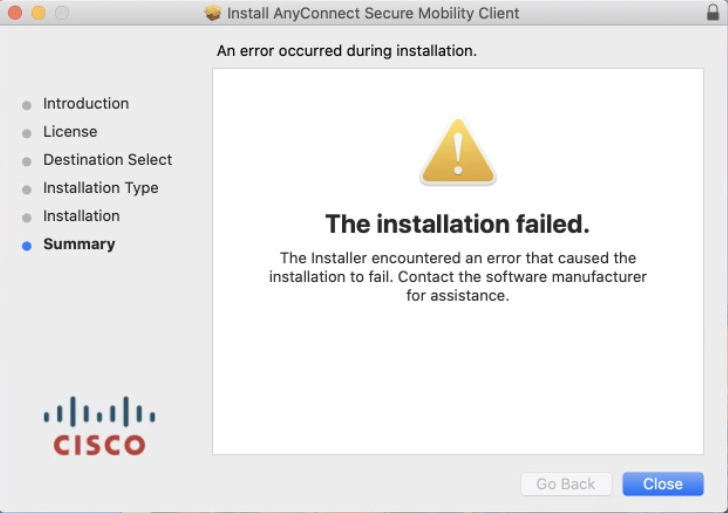 Install AnyConnect Secure Mobility Client
An error occurred during installation.
Introduction
License
Destination Select
Installation Type
Installation
Summary
The installation failed.
The Installer encountered an error that caused the
installation to fail. Contact the software manufacturer
for assistance.
CISCO
Go Back
Close